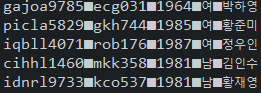 gajoa9785■ecg031■1964■여■박하영
picla5829■gkh744■1985■여■황준미
iqbll4071■rob176■1987■여■정우인
cihhl1460■mkk358■1981■남■김인수
idnrl9733■kco537■1981■남■황재영